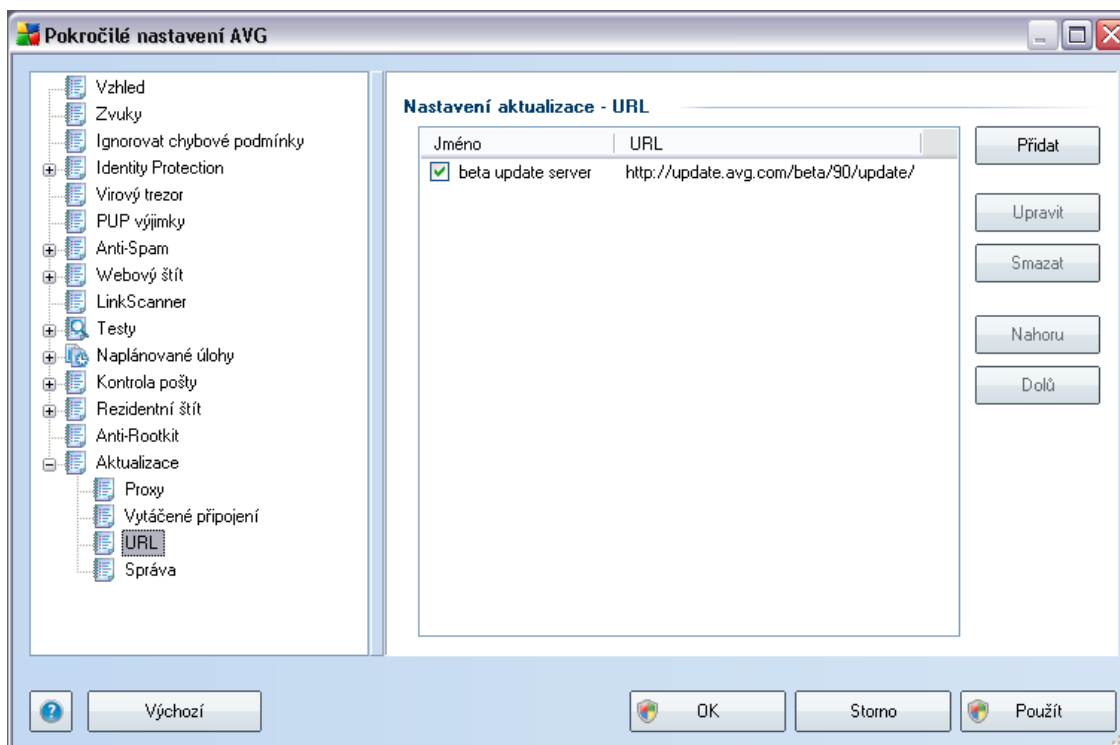 Pokročilé nastavení AVG
Vzhled
Zvuky
Ignorovat chybové podmínky
Identity Protection
Virový trezor
PUP výjimky
Anti-Spam
Webový štít
LinkScanner
Testy
Naplánované úlohy
Kontrola pošty
Rezidentní štít
Anti-Rootkit
Aktualizace
Proxy
Vytáčené připojení
URL
Správa
Nastavení aktualizace - URL
Jméno URL
beta update server http://update.avg.com/beta/90/update/
Přidat
Upravit
Smazat
Nahoru
Dolů
Výchozí
OK
Storno
Použít